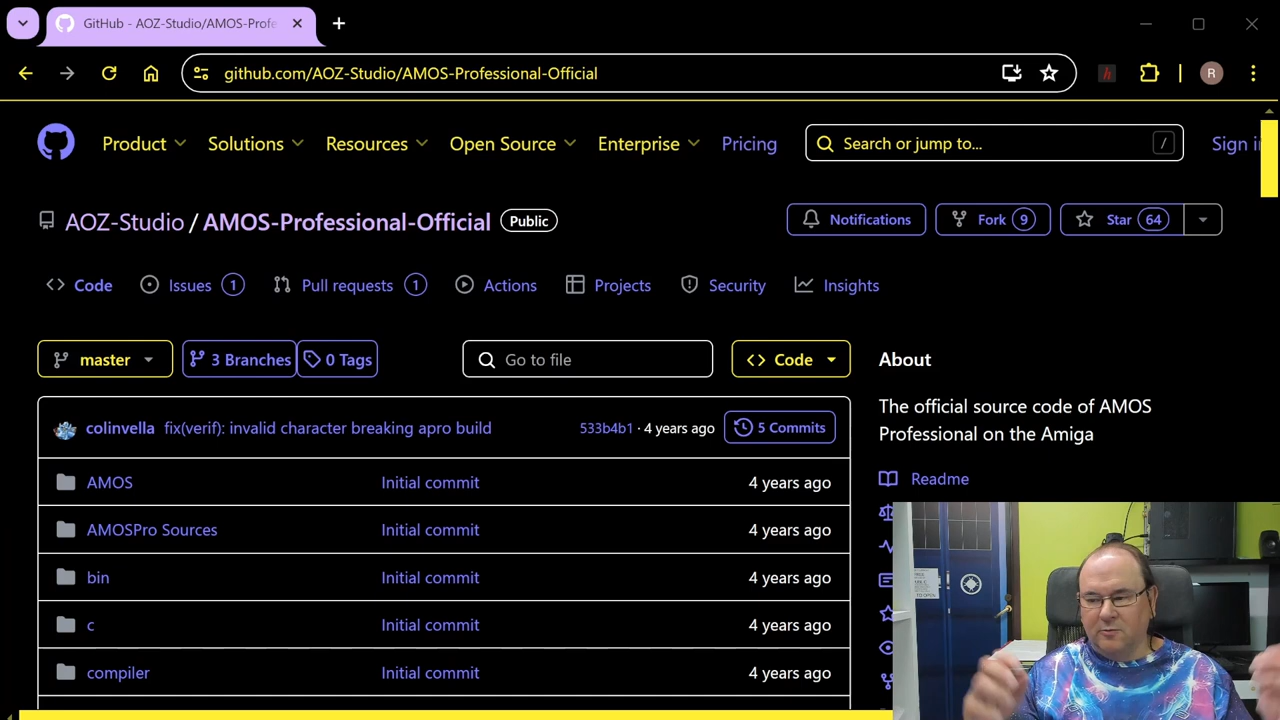 GitHub - AOZ-Studio/AMOS-Profe
github.com/AOZ-Studio/AMOS-Professional-Official
R
Product Solutions Resources Open Source Enterprise Pricing Search or jump to... / Sign i
AOZ-Studio / AMOS-Professional-Official Public
Notifications Fork 9 Star 64
Code Issues 1 Pull requests 1 Actions Projects Security Insights
master 3 Branches 0 Tags Go to file Code
About
The official source code of AMOS
Professional on the Amiga
Readme
colinvella fix(verif): invalid character breaking apro build 533b4b1 · 4 years ago 5 Commits
AMOS Initial commit 4 years ago
AMOSPro Sources Initial commit 4 years ago
bin Initial commit 4 years ago
c Initial commit 4 years ago
compiler Initial commit 4 years ago